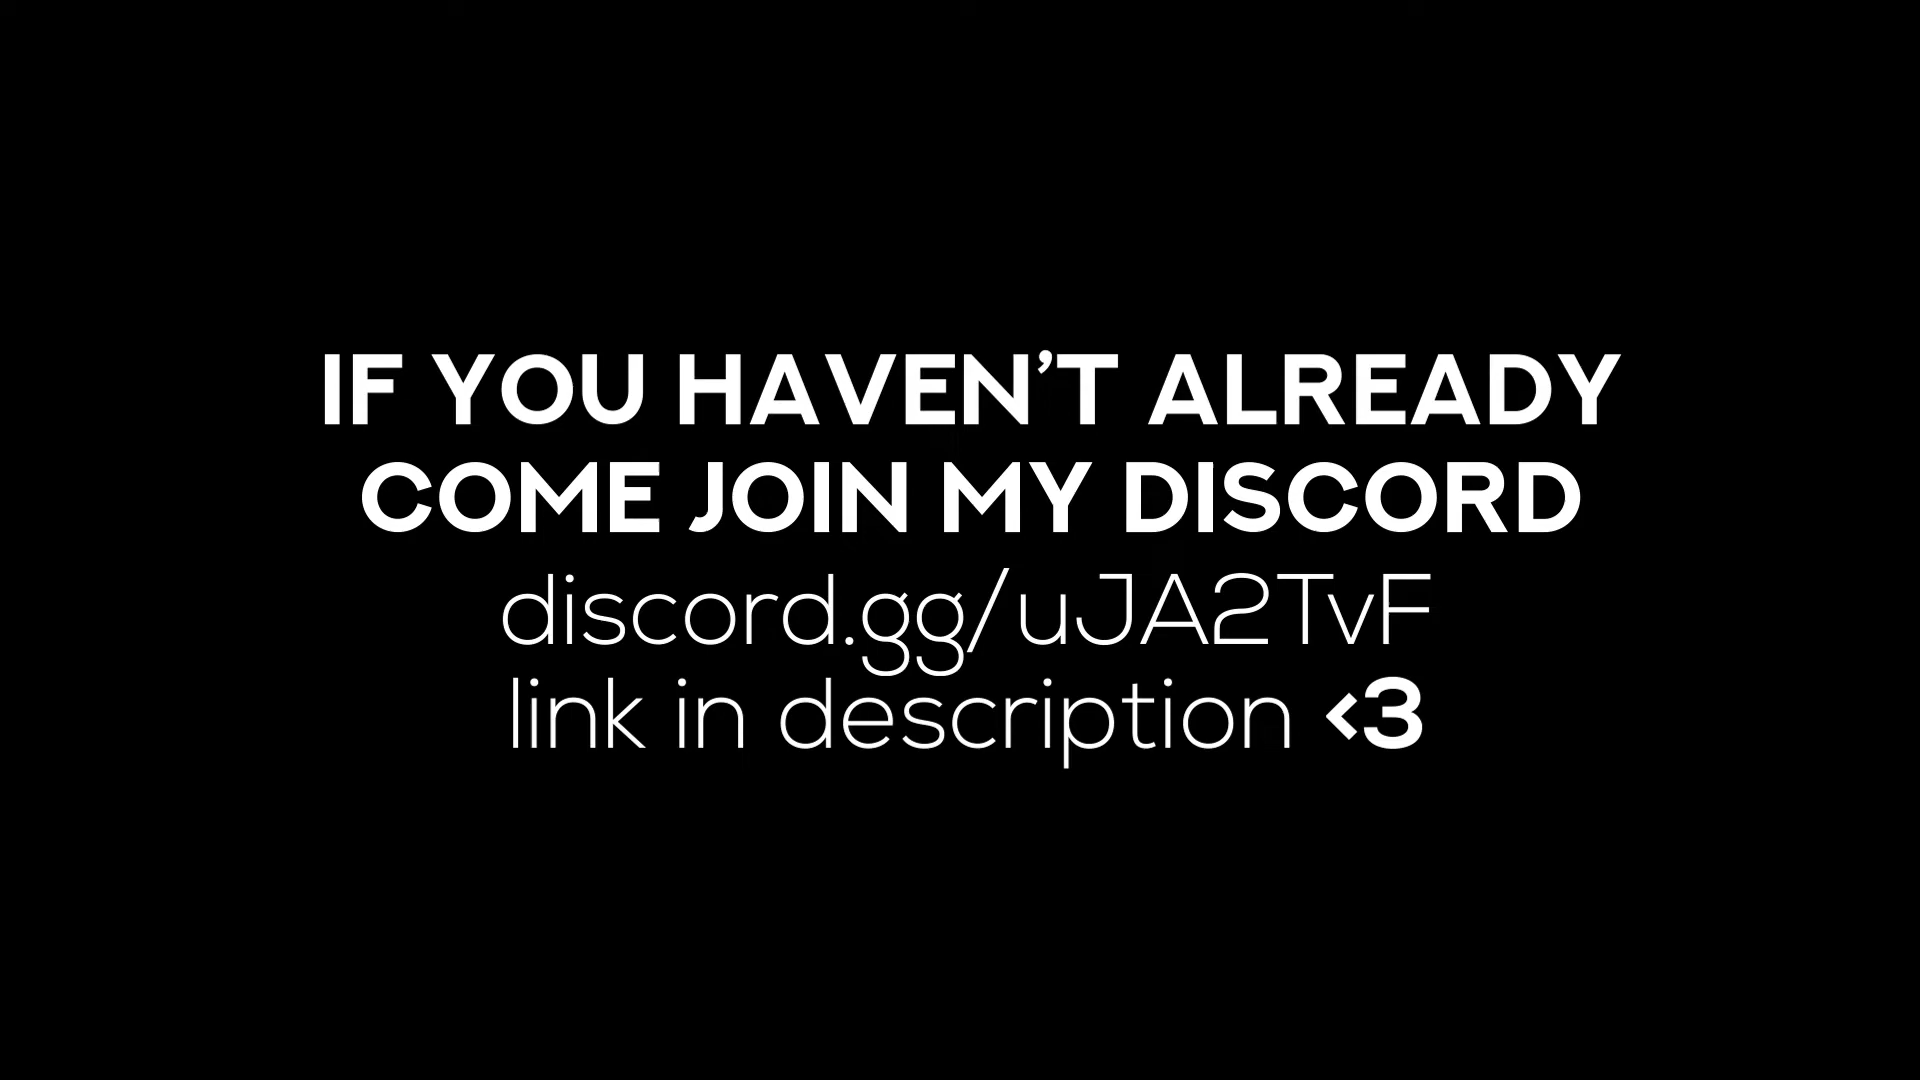 IF YOU HAVEN’T ALREADY
COME JOIN MY DISCORD
discord.gg/uJA2TvF
link in description <3